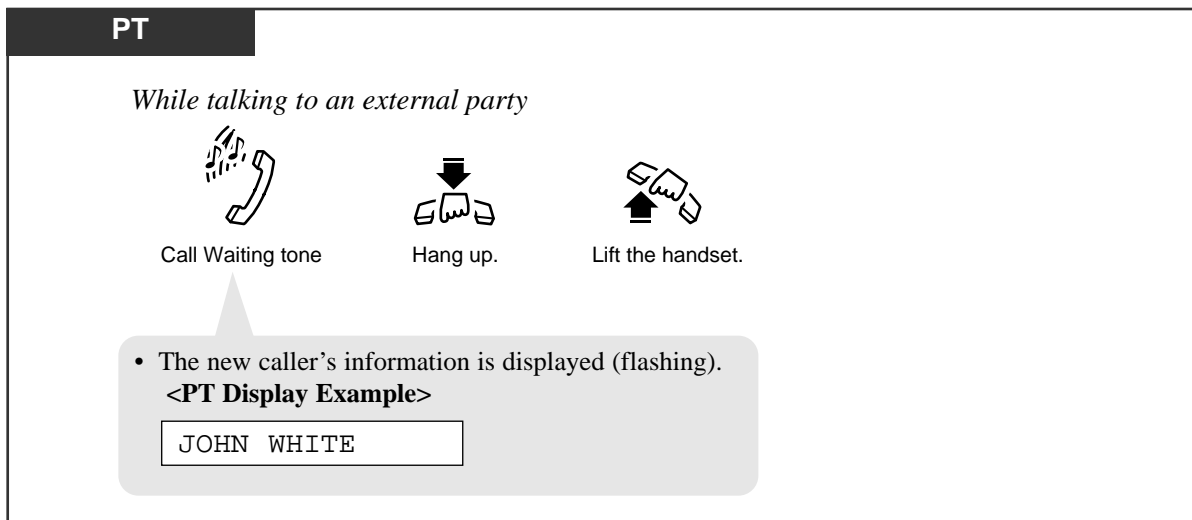 PT
While talking to an external party
Call Waiting tone
Hang up.
Lift the handset.
• The new caller’s information is displayed (flashing).
<PT Display Example>
JOHN WHITE